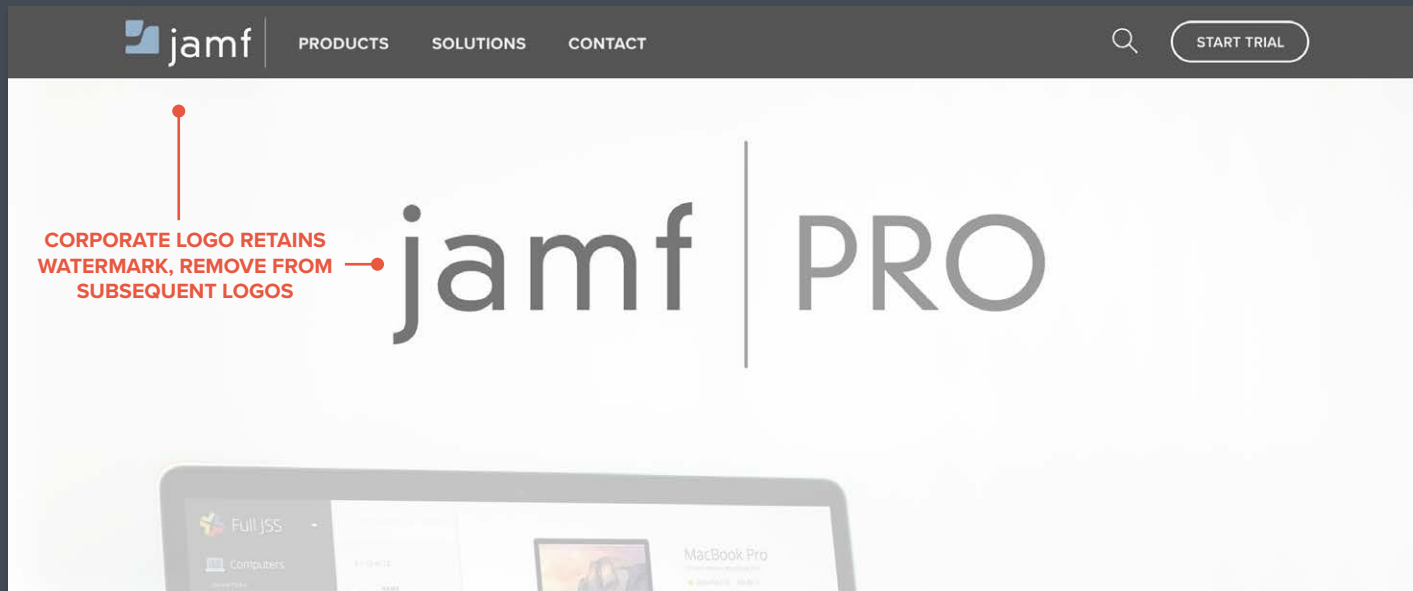 jamf
PRODUCTS
SOLUTIONS
CONTACT
START TRIAL
CORPORATE LOGO RETAINS
WATERMARK, REMOVE FROM
SUBSEQUENT LOGOS
jamf PRO
Full JSS
Computers
MacBook Pro